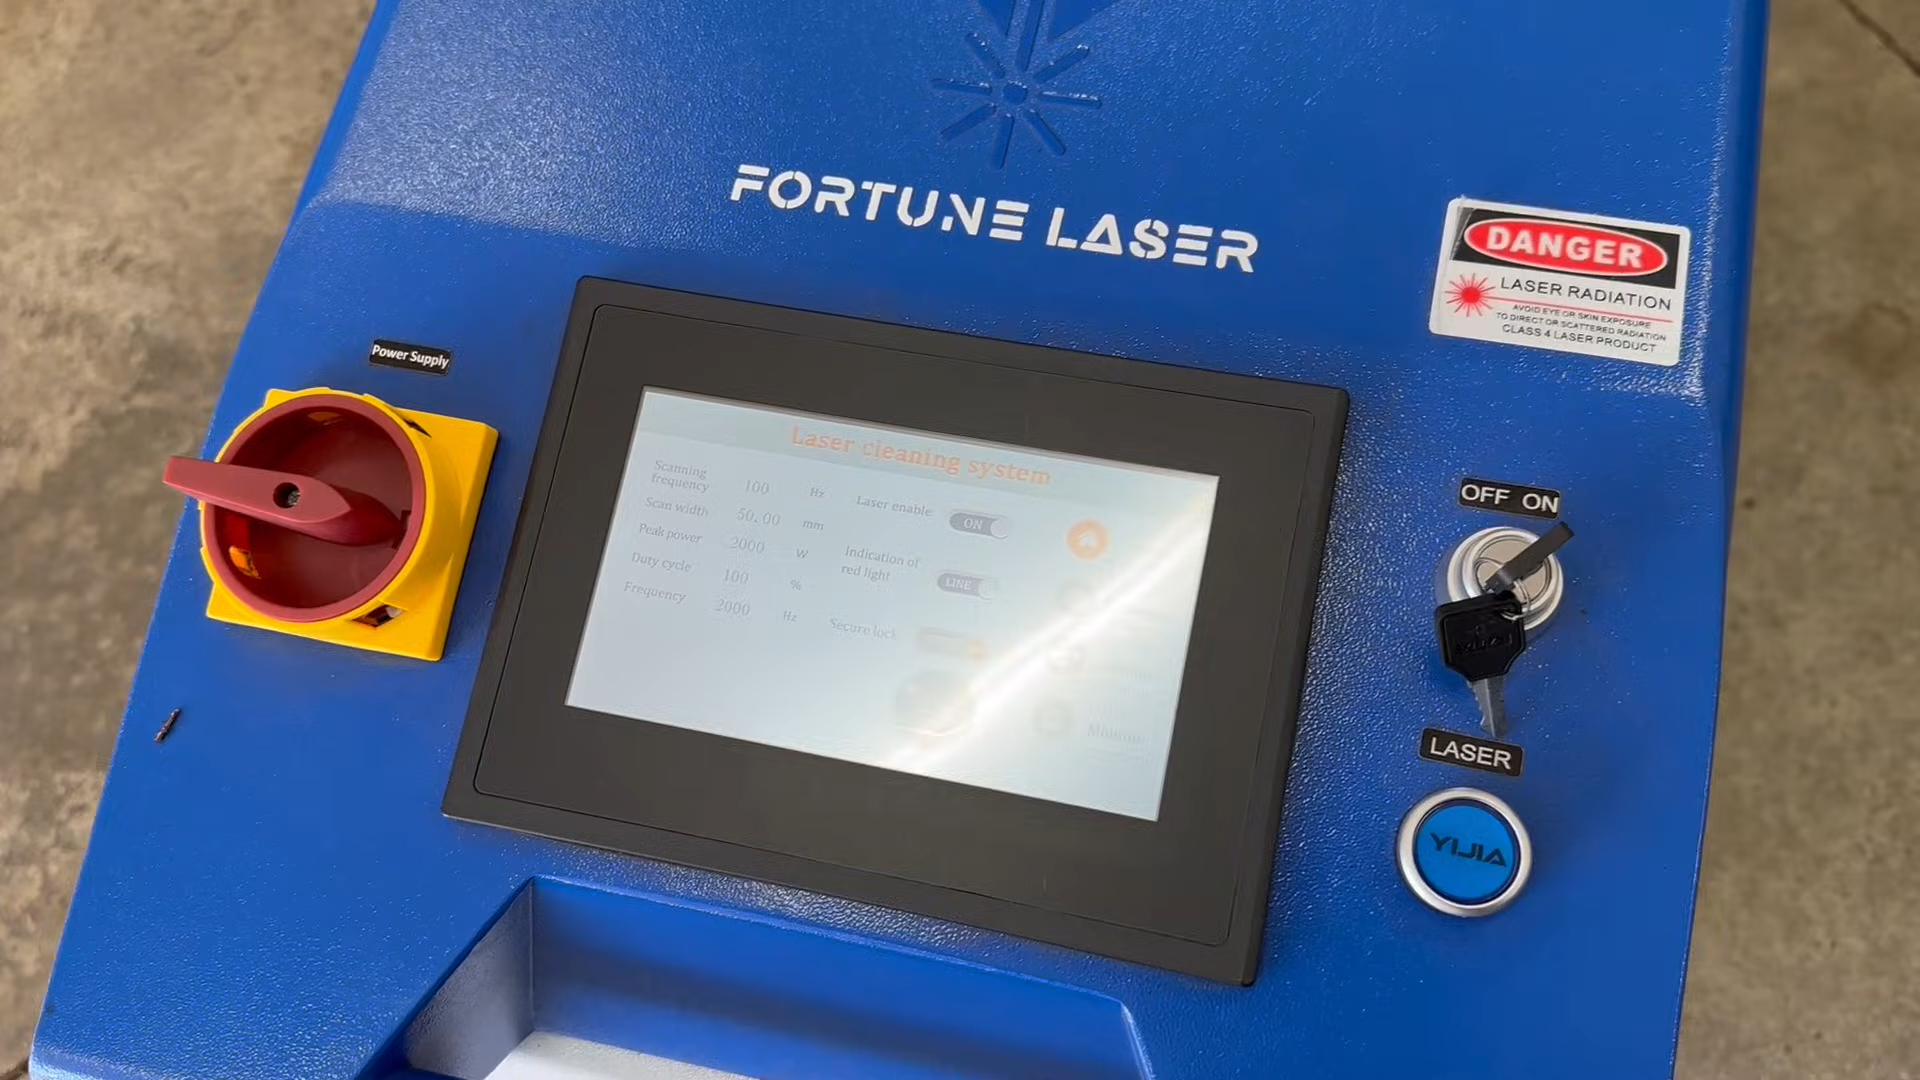 FORTUNE LASER
DANGER
LASER RADIATION
AVOID EYE OR SKIN EXPOSURE
TO DIRECT OR SCATTERED RADIATION
CLASS 4 LASER PRODUCT
Power Supply
Laser cleaning system
Scanning
frequency 100 Hz
Scan width 50.00 mm
Peak power 2000 W
Duty cycle 100 %
Frequency 2000 Hz
Laser enable ON
Indication of
red light LINE
Secure lock
OFF ON
LASER
YIJIA